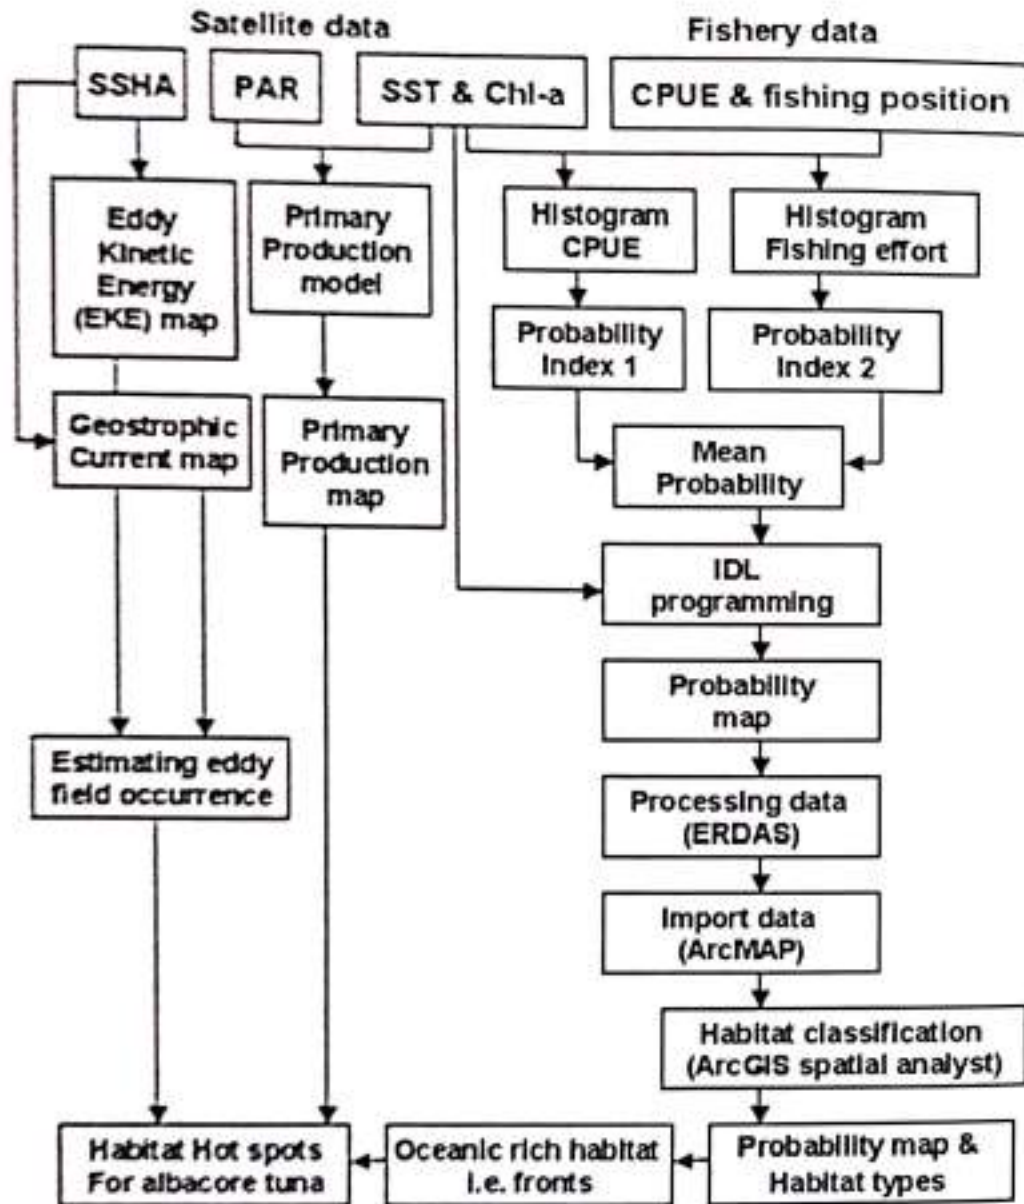 Satellite data
Fishery data
SSHA
PAR
SST & Chl-a
CPUE & fishing position
Eddy
Kinetic
Energy
(EKE) map
Primary
Production
model
Histogram
CPUE
Histogram
Fishing effort
Probability
Index 1
Probability
Index 2
Geostrophic
Current map
Primary
Production
map
Mean
Probability
IDL
programming
Probability
map
Estimating eddy
field occurrence
Processing data
(ERDAS)
Import data
(ArcMAP)
Habitat classification
(ArcGIS spatial analyst)
Habitat Hot spots
For albacore tuna
Oceanic rich habitat
i.e. fronts
Probability map &
Habitat types